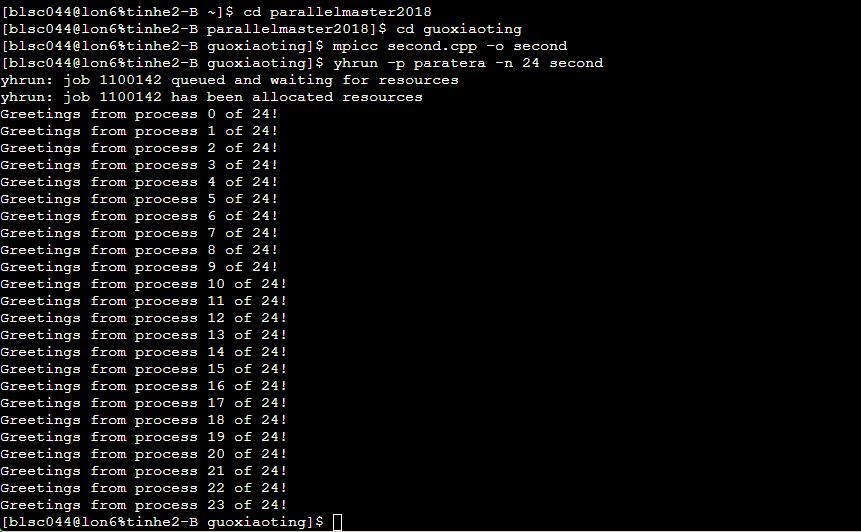 [blsc044@lon6%tinhe2-B ~]$ cd parallelmaster2018
[blsc044@lon6%tinhe2-B parallelmaster2018]$ cd guoxiaoting
[blsc044@lon6%tinhe2-B guoxiaoting]$ mpicc second.cpp -o second
[blsc044@lon6%tinhe2-B guoxiaoting]$ yhrun -p paratera -n 24 second
yhrun: job 1100142 queued and waiting for resources
yhrun: job 1100142 has been allocated resources
Greetings from process 0 of 24!
Greetings from process 1 of 24!
Greetings from process 2 of 24!
Greetings from process 3 of 24!
Greetings from process 4 of 24!
Greetings from process 5 of 24!
Greetings from process 6 of 24!
Greetings from process 7 of 24!
Greetings from process 8 of 24!
Greetings from process 9 of 24!
Greetings from process 10 of 24!
Greetings from process 11 of 24!
Greetings from process 12 of 24!
Greetings from process 13 of 24!
Greetings from process 14 of 24!
Greetings from process 15 of 24!
Greetings from process 16 of 24!
Greetings from process 17 of 24!
Greetings from process 18 of 24!
Greetings from process 19 of 24!
Greetings from process 20 of 24!
Greetings from process 21 of 24!
Greetings from process 22 of 24!
Greetings from process 23 of 24!
[blsc044@lon6%tinhe2-B guoxiaoting]$